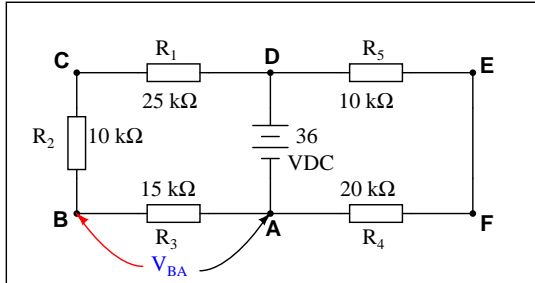 R1 R5
C D E
25 kΩ 10 kΩ
R2 10 kΩ 36
VDC
15 kΩ 20 kΩ
B A F
R3 R4
VBA